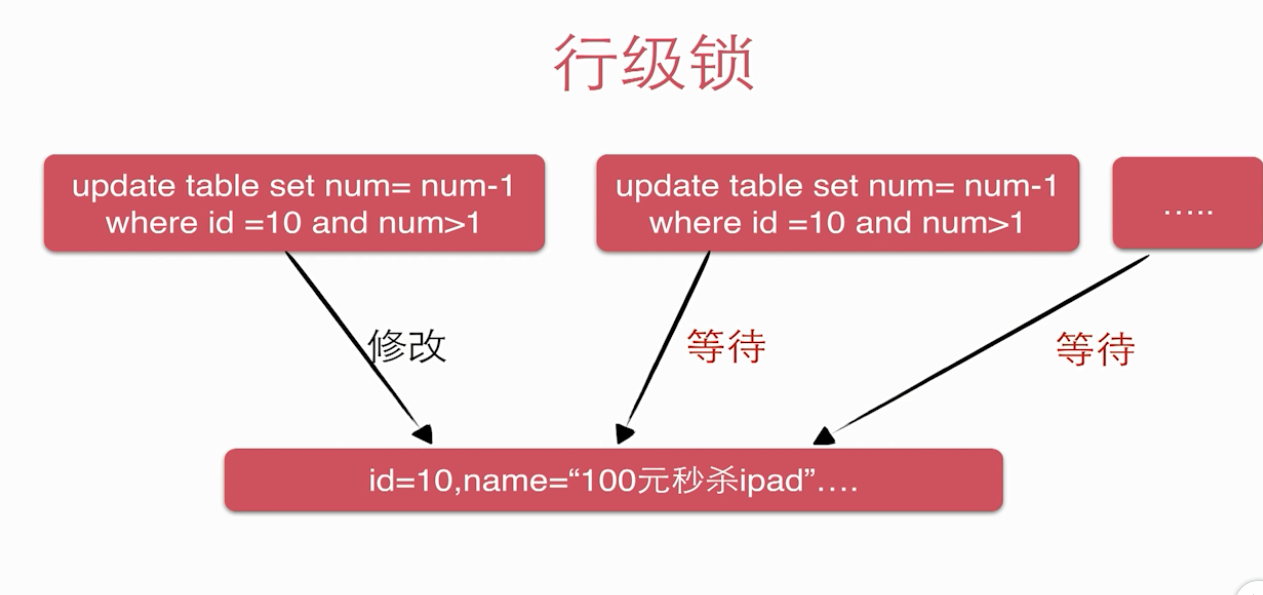 行级锁
update table set num= num-1
where id =10 and num>1
update table set num= num-1
where id =10 and num>1
.....
修改
等待
等待
id=10,name=“100元秒杀ipad”....